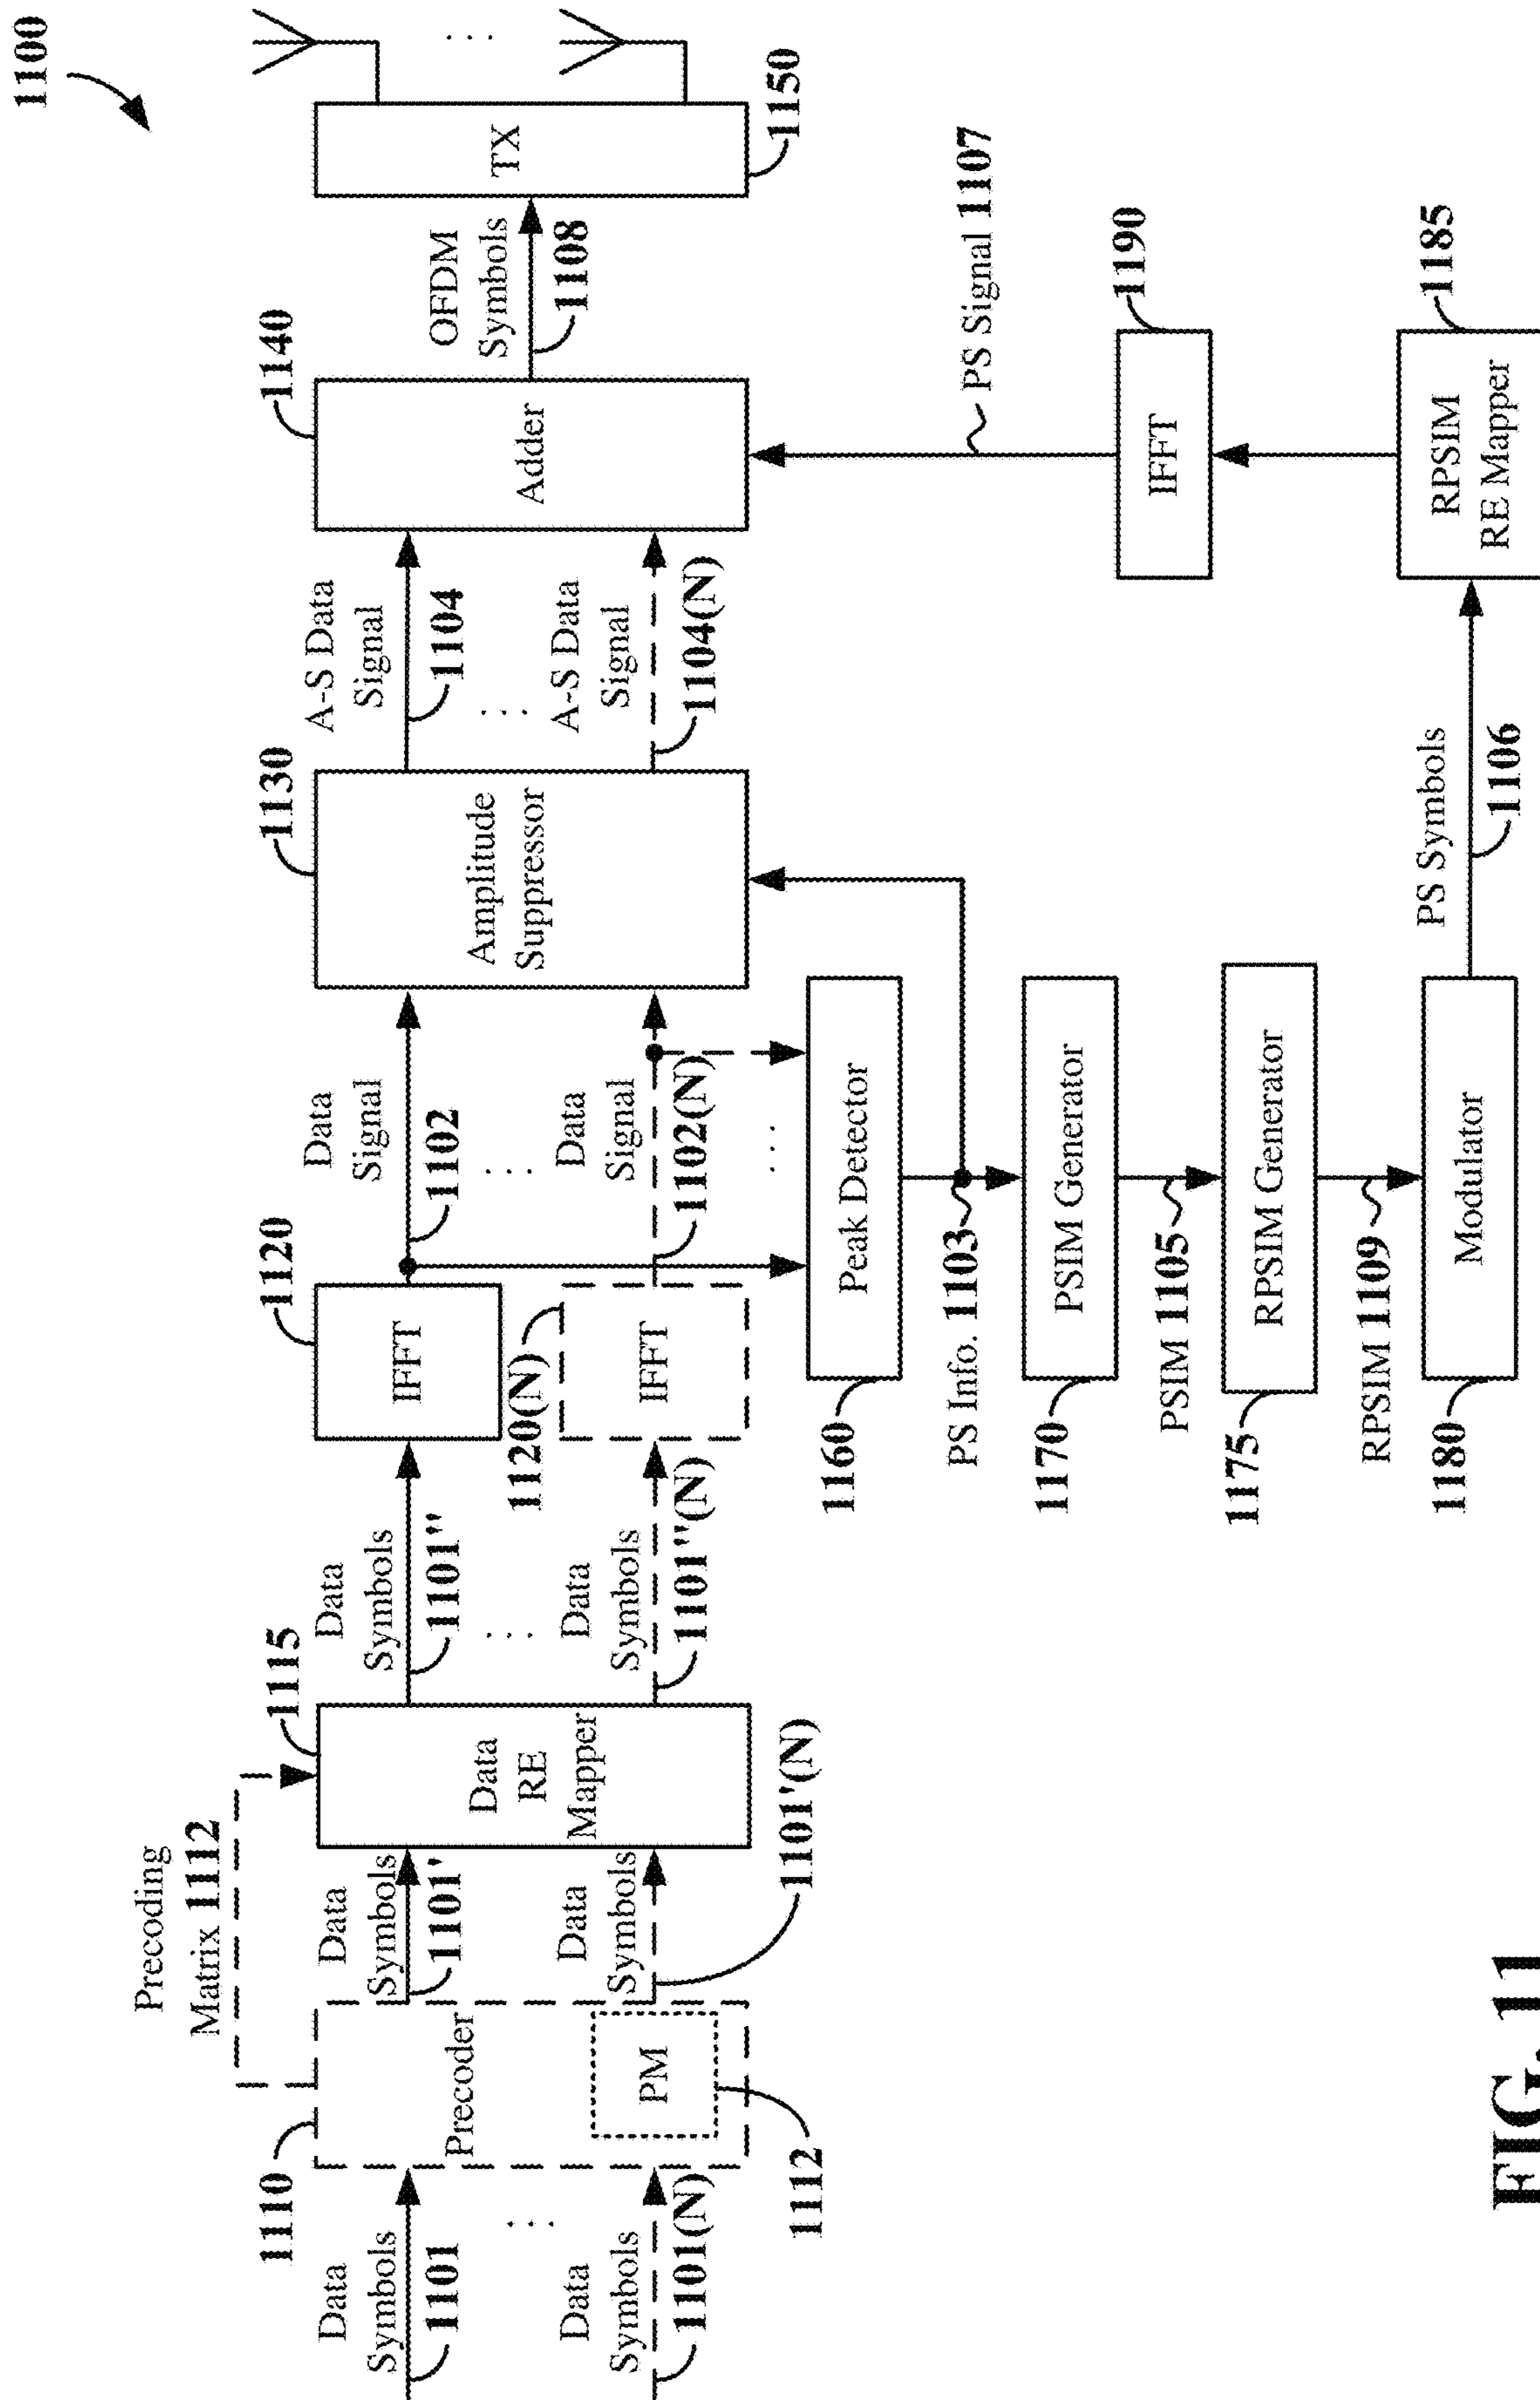 1100
Precoding
Matrix 1112
1110
Data
Symbols
1101
Data
Symbols
1101(N)
Precoder
PM
1112
Data
Symbols
1101'
Data
Symbols
1101'(N)
1115
Data
RE
Mapper
Data
Symbols
1101"
Data
Symbols
1101"(N)
1120
IFFT
1120(N)
IFFT
Data
Signal
1102
Data
Signal
1102(N)
1130
Amplitude
Suppressor
A-S Data
Signal
1104
A-S Data
Signal
1104(N)
1140
Adder
OFDM
Symbols
1108
TX
1150
1160
Peak Detector
PS Info. 1103
1170
PSIM Generator
PSIM 1105
1175
RPSIM Generator
RPSIM 1109
1180
Modulator
PS Symbols
1106
RPSIM
RE Mapper
1185
IFFT
1190
PS Signal 1107
FIG. 11